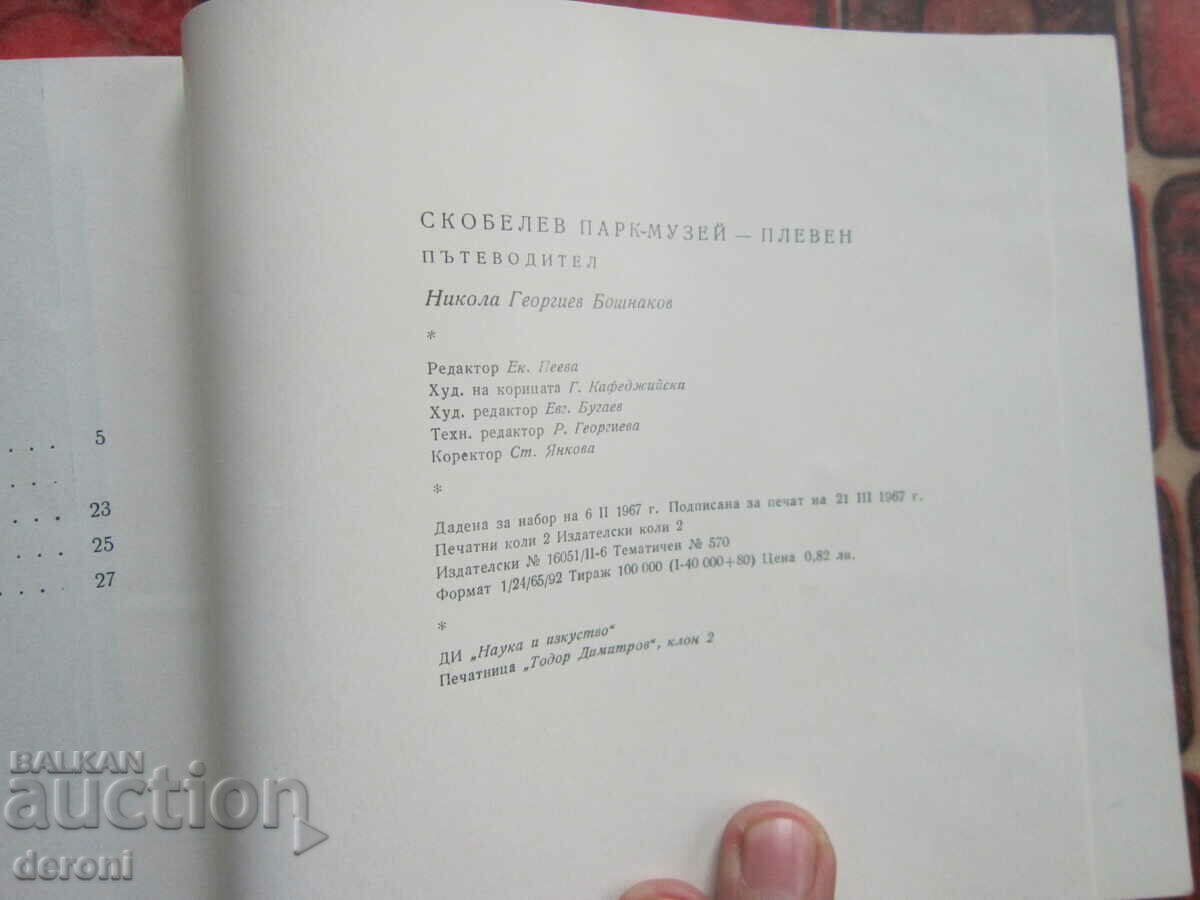 . . . 5
. . .
. . . . 23
. . . 25
. . . . . 27
СКОБЕЛЕВ ПАРК-МУЗЕЙ — ПЛЕВЕН
ПЪТЕВОДИТЕЛ
Никола Георгиев Бошнаков
*
Редактор Ек. Пеева
Худ. на корицата Г. Кафеджийски
Худ. редактор Евг. Бугаев
Техн. редактор Р. Георгиева
Коректор Ст. Янкова
*
Дадена за набор на 6 II 1967 г. Подписана за печат на 21 III 1967 г.
Печатни коли 2 Издателски коли 2
Издателски № 16051/II-6 Тематичен № 570
Формат 1/24/65/92 Тираж 100 000 (I-40 000+80) Цена 0,82 лв.
*
ДИ „Наука и изкуство“
Печатница „Тодор Димитров“, клон 2
BALKAN
auction
deroni